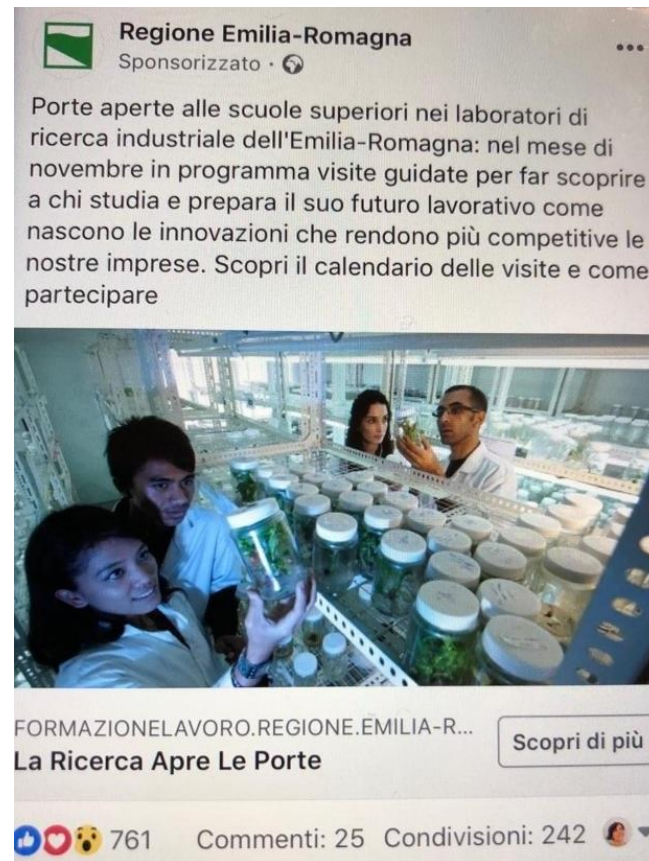 Regione Emilia-Romagna
Sponsorizzato ·
Porte aperte alle scuole superiori nei laboratori di
ricerca industriale dell'Emilia-Romagna: nel mese di
novembre in programma visite guidate per far scoprire
a chi studia e prepara il suo futuro lavorativo come
nascono le innovazioni che rendono più competitive le
nostre imprese. Scopri il calendario delle visite e come
partecipare
FORMAZIONELAVORO.REGIONE.EMILIA-R...
Scopri di più
La Ricerca Apre Le Porte
761 Commenti: 25 Condivisioni: 242